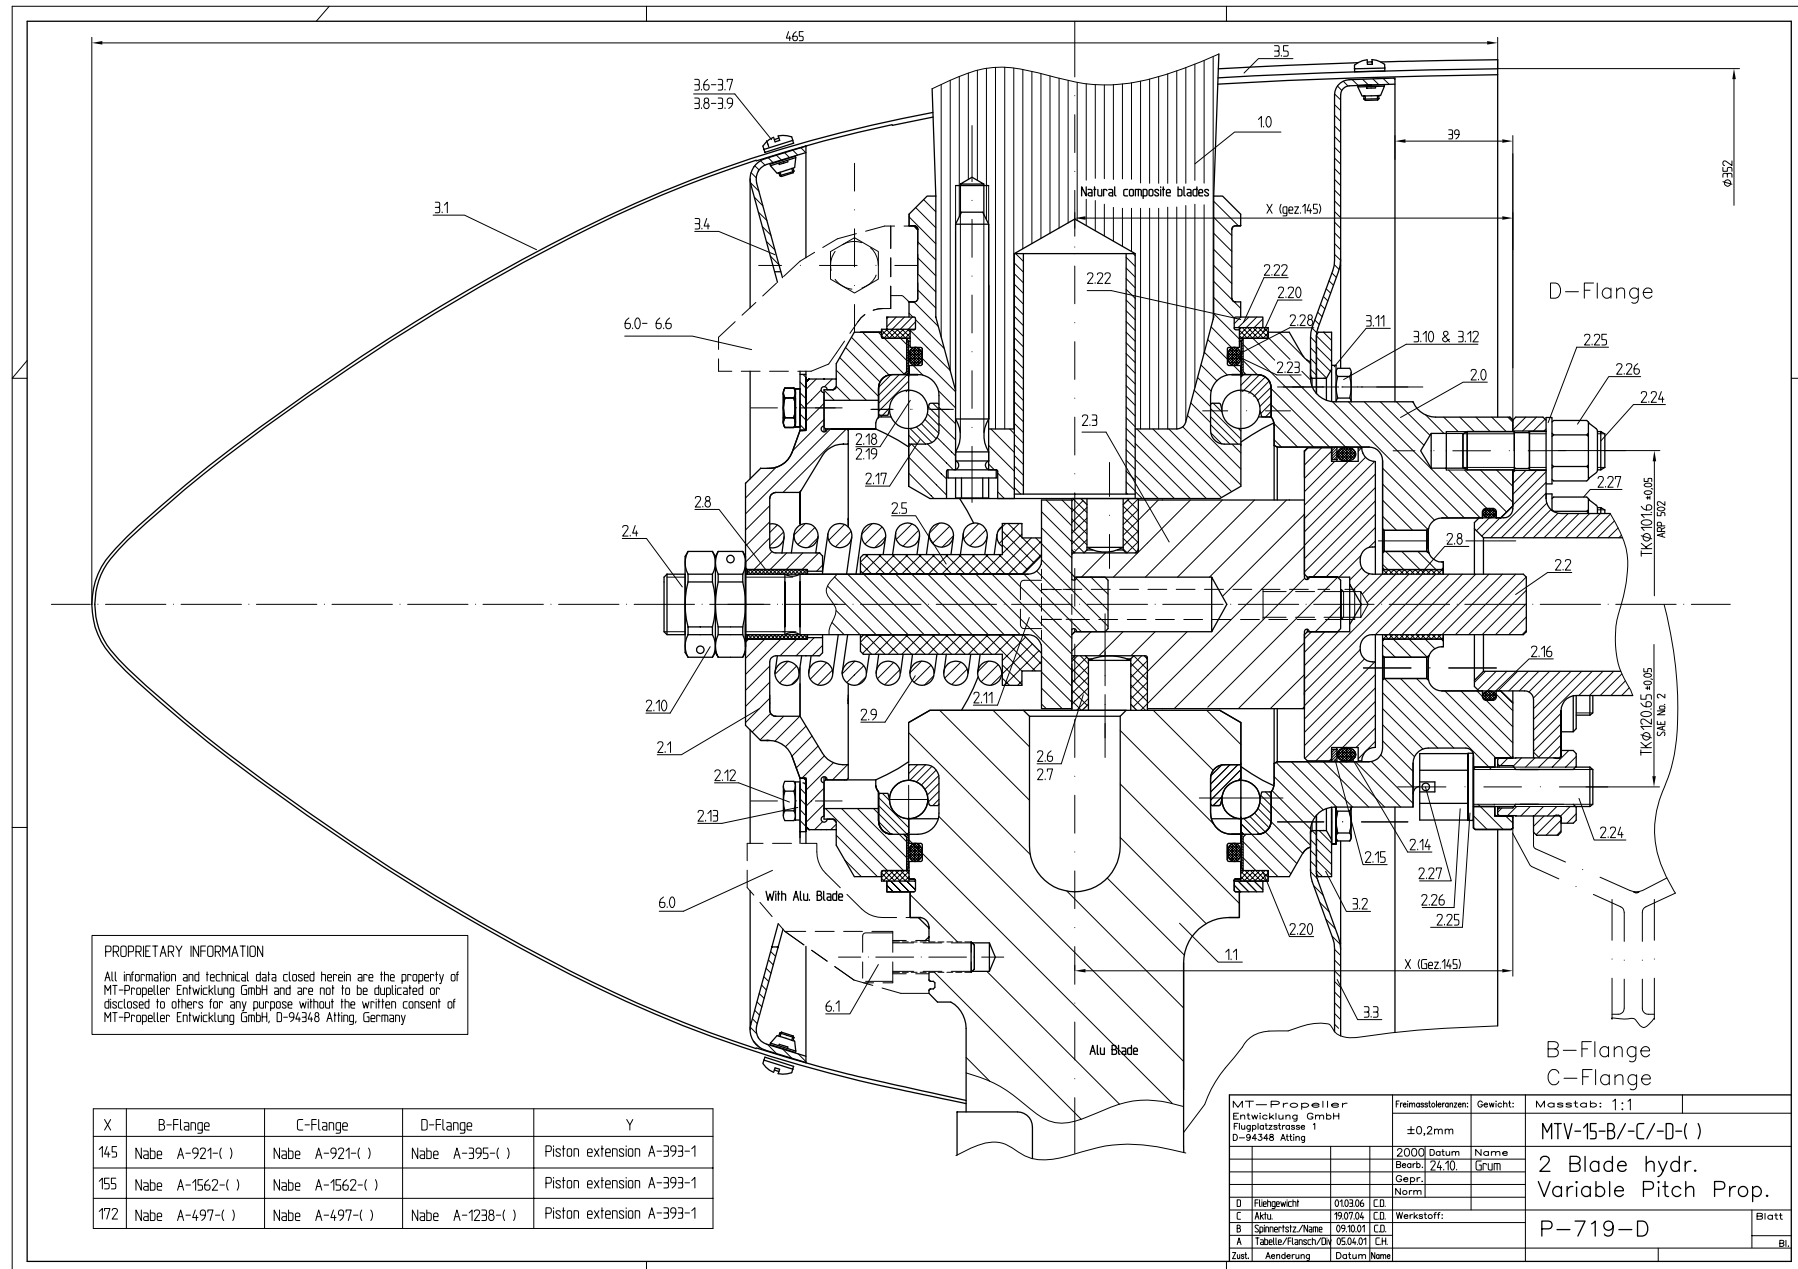 465
3.5
3.6-3.7
3.8-3.9
1.0
39
Ø352
Natural composite blades
X (gez.145)
3.1
3.4
2.22
2.22
2.20
D-Flange
6.0- 6.6
2.28
3.11
3.10 & 3.12
2.25
2.23
2.0
2.26
2.24
2.3
2.18
2.19
2.17
2.27
2.8
2.5
2.4
TKØ101.6 ±0,05
ARP 502
2.8
2.2
2.16
2.10
2.9
2.11
TKØ120.65 ±0,05
SAE No. 2
2.1
2.6
2.7
2.12
2.13
2.14
2.15
2.24
2.27
2.26
2.25
6.0
With Alu. Blade
3.2
2.20
1.1
X (Gez.145)
6.1
3.3
Alu Blade
B-Flange
C-Flange
PROPRIETARY INFORMATION
All information and technical data closed herein are the property of
MT-Propeller Entwicklung GmbH and are not to be duplicated or
disclosed to others for any purpose without the written consent of
MT-Propeller Entwicklung GmbH, D-94348 Atting, Germany
X B-Flange C-Flange D-Flange Y
145 Nabe A-921-( ) Nabe A-921-( ) Nabe A-395-( ) Piston extension A-393-1
155 Nabe A-1562-( ) Nabe A-1562-( ) Piston extension A-393-1
172 Nabe A-497-( ) Nabe A-497-( ) Nabe A-1238-( ) Piston extension A-393-1
MT-Propeller
Entwicklung GmbH
Flugplatzstrasse 1
D-94348 Atting
Freimasstoleranzen: Gewicht: Masstab: 1:1
±0,2mm
MTV-15-B/-C/-D-( )
2000 Datum Name
Bearb. 24.10. Grum
Gepr.
Norm
2 Blade hydr.
Variable Pitch Prop.
D Fliehgewicht 01.03.06 C.D.
C Aktu. 19.07.04 C.D.
B Spinnertstz./Name 09.10.01 C.D.
A Tabelle/Flansch/Div 05.04.01 C.H.
Zust. Aenderung Datum Name
Werkstoff:
P-719-D
Blatt
Bl.